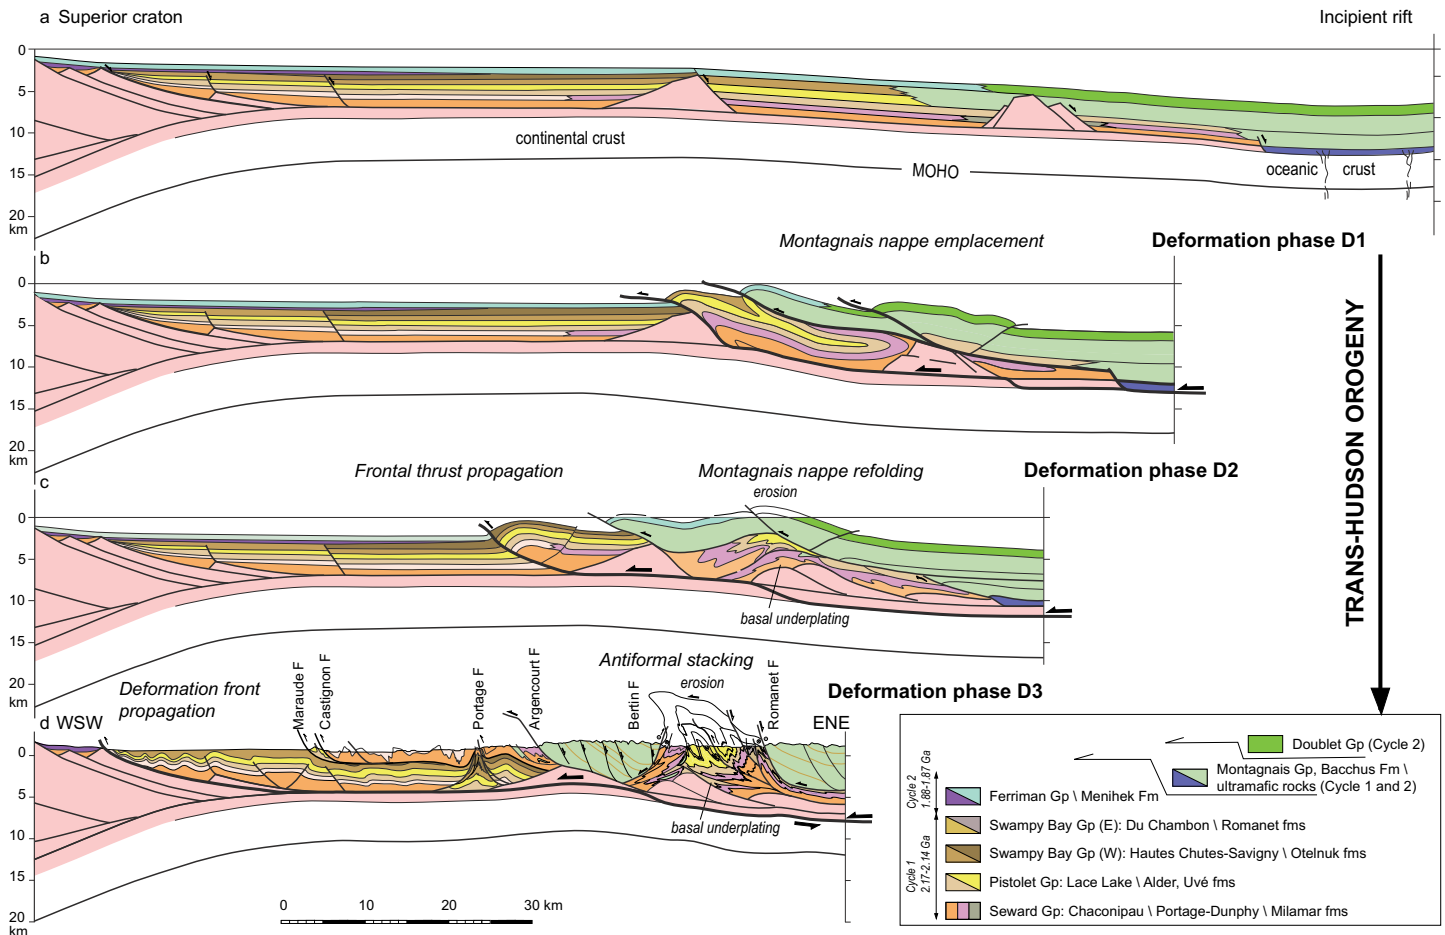 a Superior craton
Incipient rift
0
5
10
15
20
km
continental crust
MOHO
oceanic crust
Montagnais nappe emplacement
Deformation phase D1
b
0
5
10
15
20
km
Frontal thrust propagation
Montagnais nappe refolding
Deformation phase D2
c
erosion
0
5
10
15
20
km
basal underplating
TRANS-HUDSON OROGENY
Deformation front
propagation
Maraude F
Castignon F
Portage F
Argencourt F
Antiformal stacking
erosion
Bertin F
Romanet F
Deformation phase D3
d WSW
ENE
0
5
10
15
20
km
basal underplating
0 10 20 30 km
Doublet Gp (Cycle 2)
Montagnais Gp, Bacchus Fm \
ultramafic rocks (Cycle 1 and 2)
Cycle 2
1.88-1.87 Ga
Ferriman Gp \ Menihek Fm
Cycle 1
2.17-2.14 Ga
Swampy Bay Gp (E): Du Chambon \ Romanet fms
Swampy Bay Gp (W): Hautes Chutes-Savigny \ Otelnuk fms
Pistolet Gp: Lace Lake \ Alder, Uvé fms
Seward Gp: Chaconipau \ Portage-Dunphy \ Milamar fms